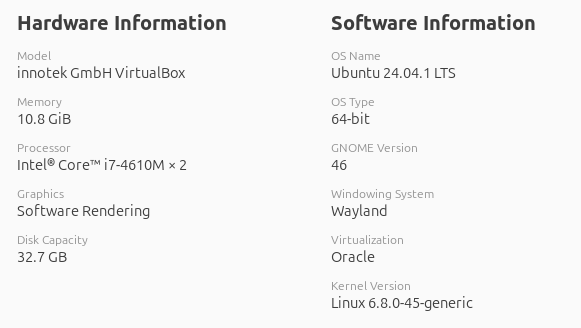 Hardware Information
Model
innotek GmbH VirtualBox
Memory
10.8 GiB
Processor
Intel® Core™ i7-4610M × 2
Graphics
Software Rendering
Disk Capacity
32.7 GB
Software Information
OS Name
Ubuntu 24.04.1 LTS
OS Type
64-bit
GNOME Version
46
Windowing System
Wayland
Virtualization
Oracle
Kernel Version
Linux 6.8.0-45-generic